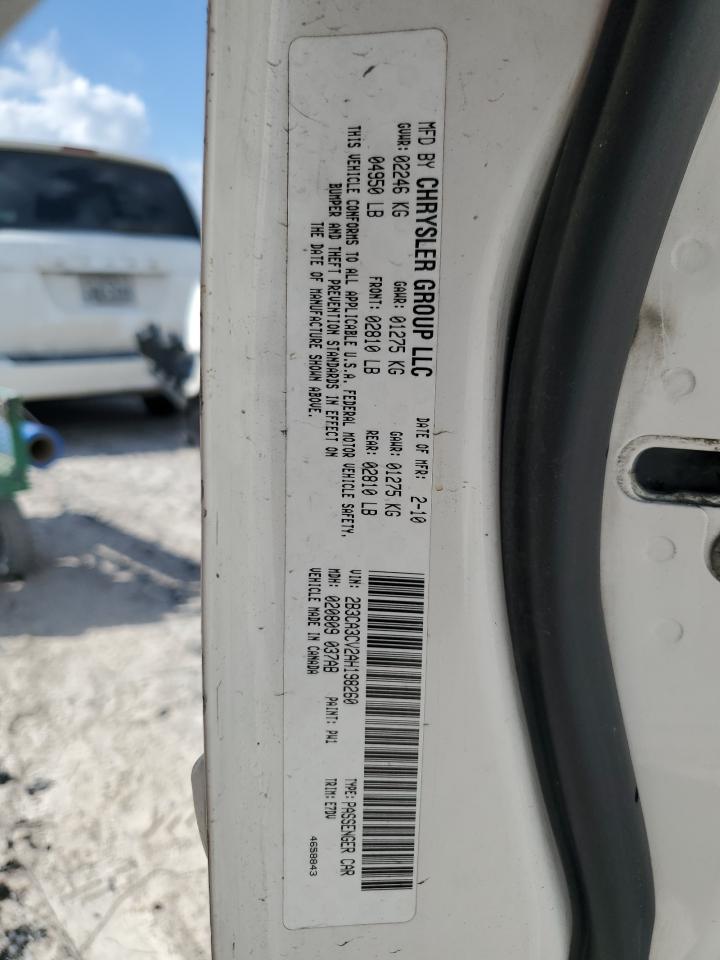 MFD BY CHRYSLER GROUP LLC DATE OF MFR: 2-10
GVWR: 02246 KG GAWR: 01275 KG GAWR: 01275 KG
04950 LB FRONT: 02810 LB REAR: 02810 LB
THIS VEHICLE CONFORMS TO ALL APPLICABLE U.S.A. FEDERAL MOTOR VEHICLE SAFETY,
BUMPER AND THEFT PREVENTION STANDARDS IN EFFECT ON
THE DATE OF MANUFACTURE SHOWN ABOVE.
VIN: 2B3CA3CV2AH198260 TYPE: PASSENGER CAR
MDH: 020809 037AB PAINT: PW1 TRIM: E7DV
VEHICLE MADE IN CANADA 4658843